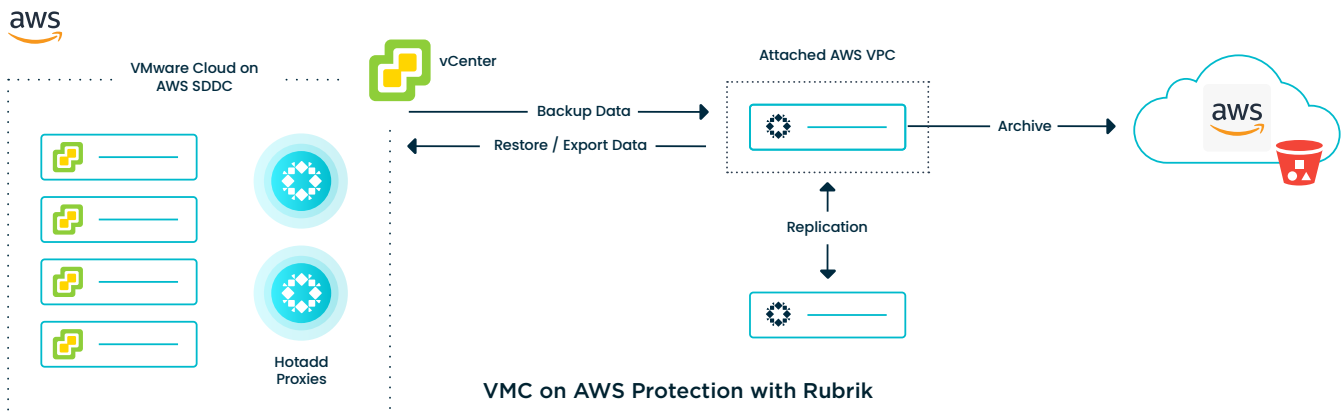 aws
VMware Cloud on
AWS SDDC
vCenter
Attached AWS VPC
Backup Data
Restore / Export Data
Archive
aws
Replication
Hotadd
Proxies
VMC on AWS Protection with Rubrik